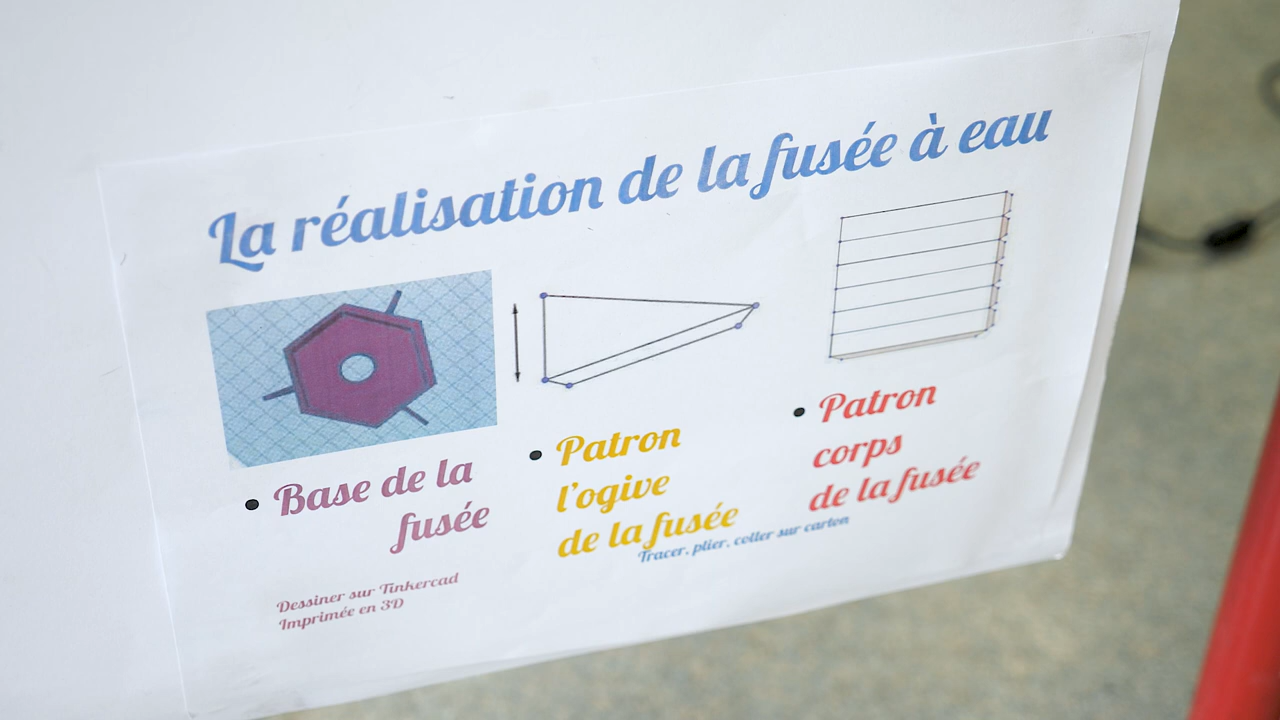 La réalisation de la fusée à eau
• Base de la
fusée
Dessiner sur Tinkercad
Imprimée en 3D
• Patron
l'ogive
de la fusée
• Patron
corps
de la fusée
Tracer, plier, coller sur carton